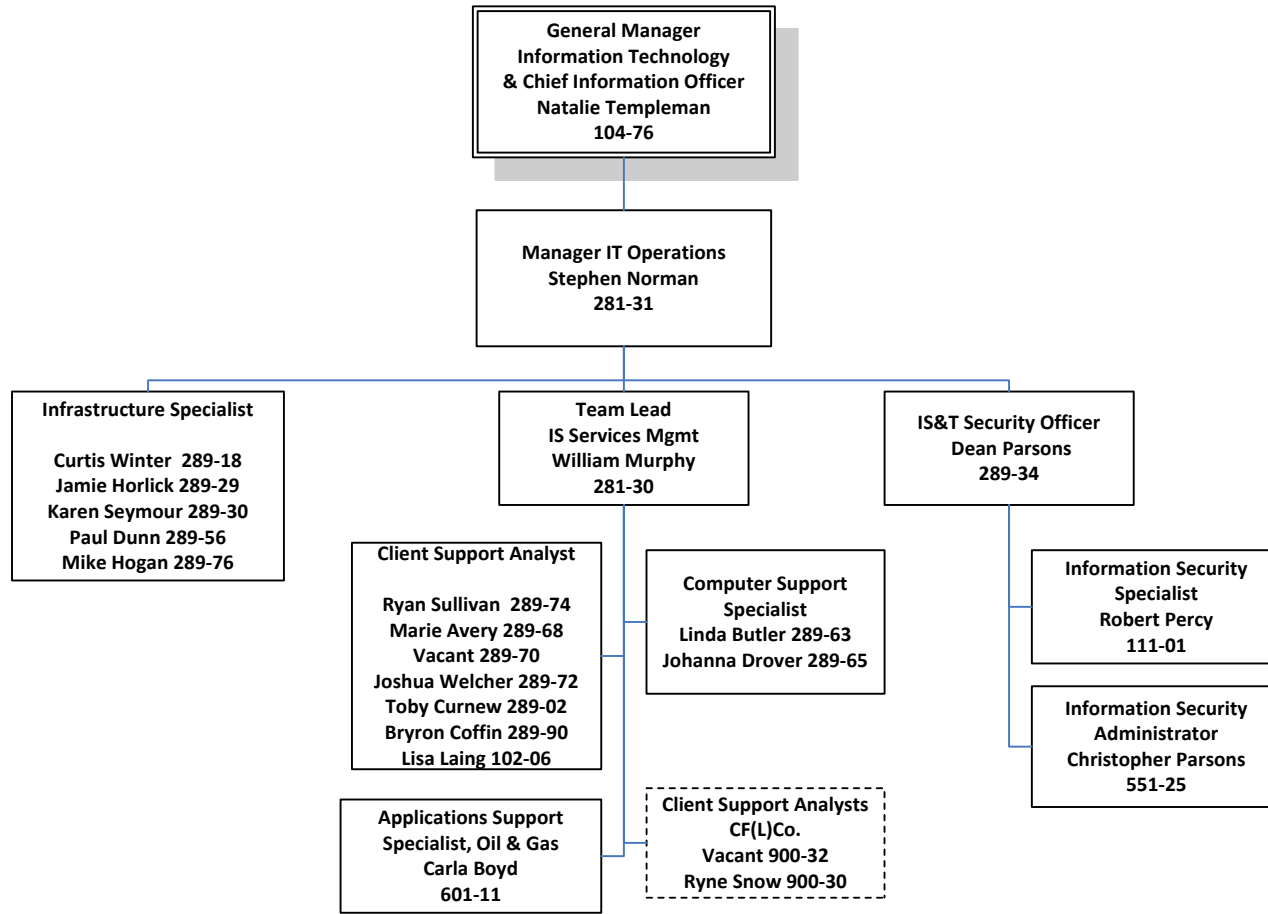 General Manager
Information Technology
& Chief Information Officer
Natalie Templeman
104-76
Manager IT Operations
Stephen Norman
281-31
Infrastructure Specialist
Curtis Winter 289-18
Jamie Horlick 289-29
Karen Seymour 289-30
Paul Dunn 289-56
Mike Hogan 289-76
Team Lead
IS Services Mgmt
William Murphy
281-30
IS&T Security Officer
Dean Parsons
289-34
Client Support Analyst
Ryan Sullivan 289-74
Marie Avery 289-68
Vacant 289-70
Joshua Welcher 289-72
Toby Curnew 289-02
Bryron Coffin 289-90
Lisa Laing 102-06
Computer Support
Specialist
Linda Butler 289-63
Johanna Drover 289-65
Information Security
Specialist
Robert Percy
111-01
Information Security
Administrator
Christopher Parsons
551-25
Applications Support
Specialist, Oil & Gas
Carla Boyd
601-11
Client Support Analysts
CF(L)Co.
Vacant 900-32
Ryne Snow 900-30